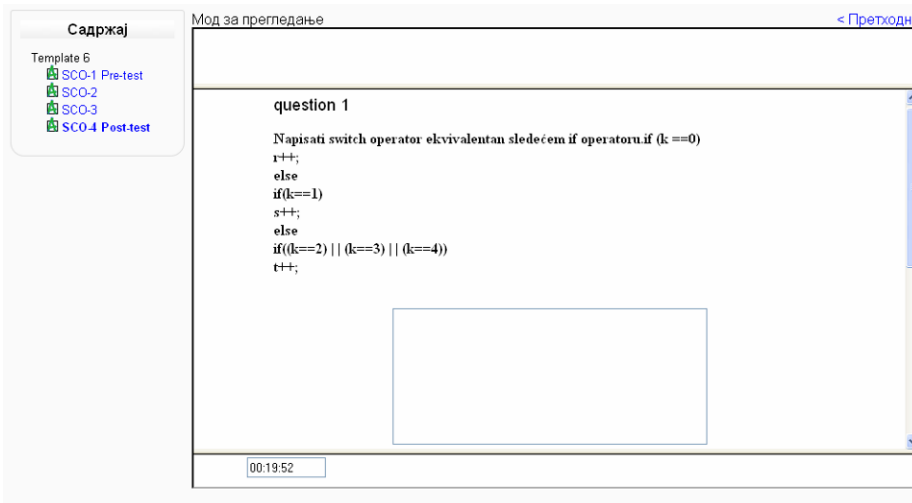 Садржај
Template 6
SCO-1 Pre-test
SCO-2
SCO-3
SCO-4 Post-test
Мод за прегледање
< Претходн
question 1
Napisati switch operator ekvivalentan sledećem if operatoru.if (k ==0)
r++;
else
if(k==1)
s++;
else
if((k==2) || (k==3) || (k==4))
t++;
00:19:52